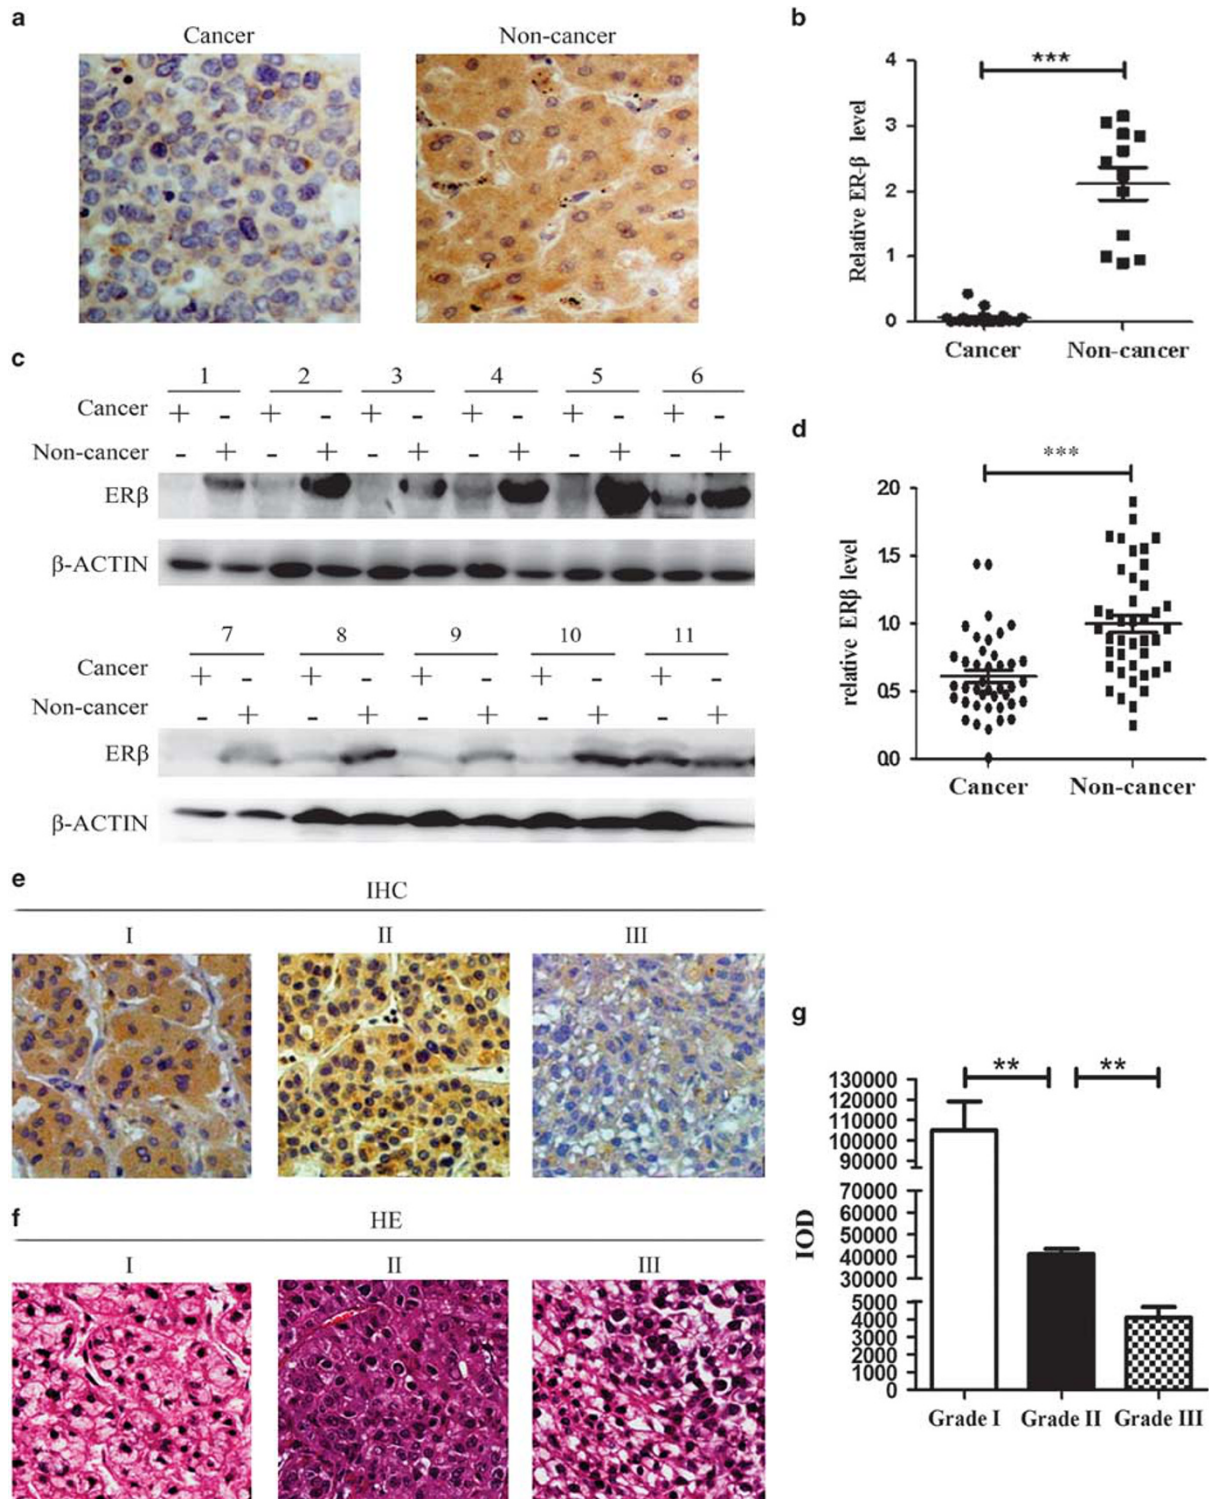 a
Cancer
Non-cancer
b
4
3
2
1
0
Relative ER-β level
***
Cancer
Non-cancer
c
1 2 3 4 5 6
Cancer + - + - + - + - + - + -
Non-cancer - + - + - + - + - + - +
ERβ
β-ACTIN
7 8 9 10 11
Cancer + - + - + - + - + -
Non-cancer - + - + - + - + - +
ERβ
β-ACTIN
d
***
20
1.5
1.0
0.5
0.0
relative ERβ level
Cancer
Non-cancer
e
IHC
I II III
f
HE
I II III
g
** **
130000
120000
110000
100000
90000
70000
60000
50000
40000
30000
5000
4000
3000
2000
1000
0
IOD
Grade I Grade II Grade III